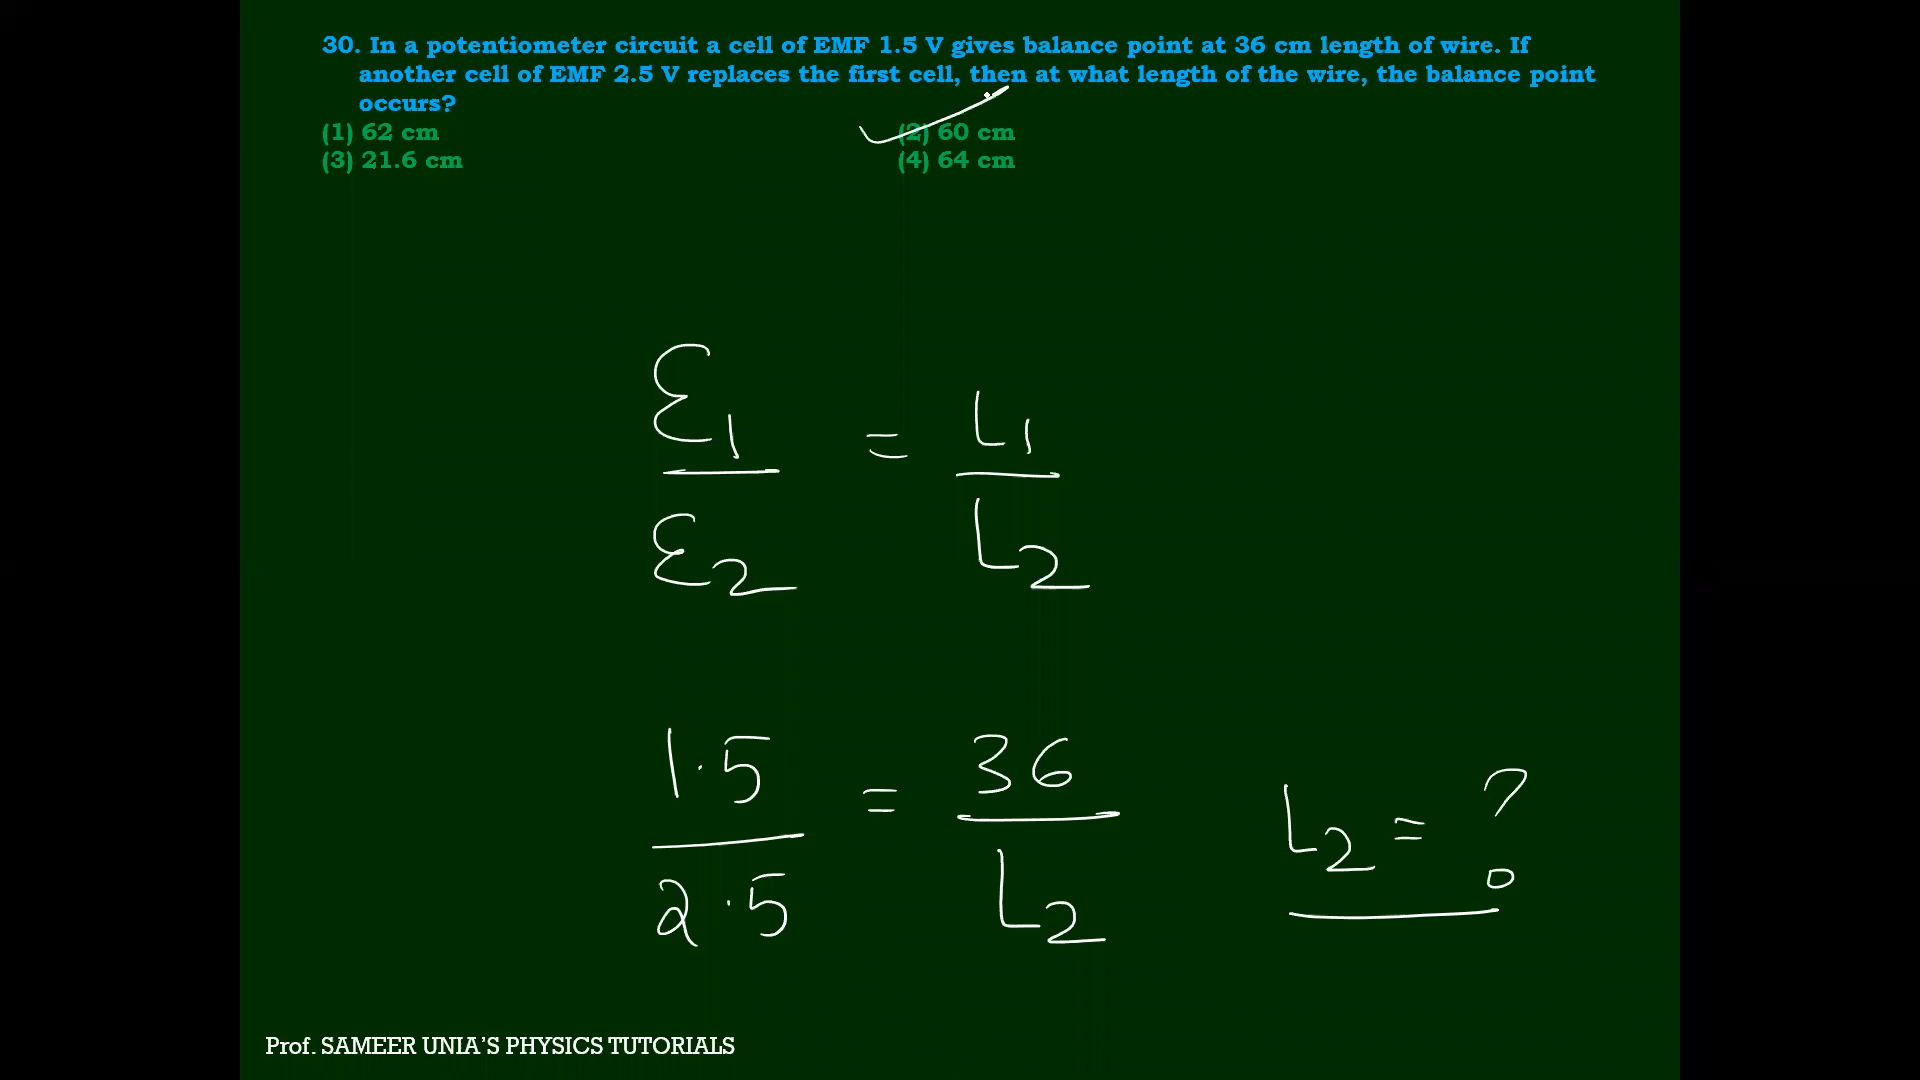 30. In a potentiometer circuit a cell of EMF 1.5 V gives balance point at 36 cm length of wire. If
another cell of EMF 2.5 V replaces the first cell, then at what length of the wire, the balance point
occurs?
(1) 62 cm (2) 60 cm
(3) 21.6 cm (4) 64 cm
ε1 / ε2 = L1 / L2
1.5 / 2.5 = 36 / L2
L2 = ?
Prof. SAMEER UNIA'S PHYSICS TUTORIALS